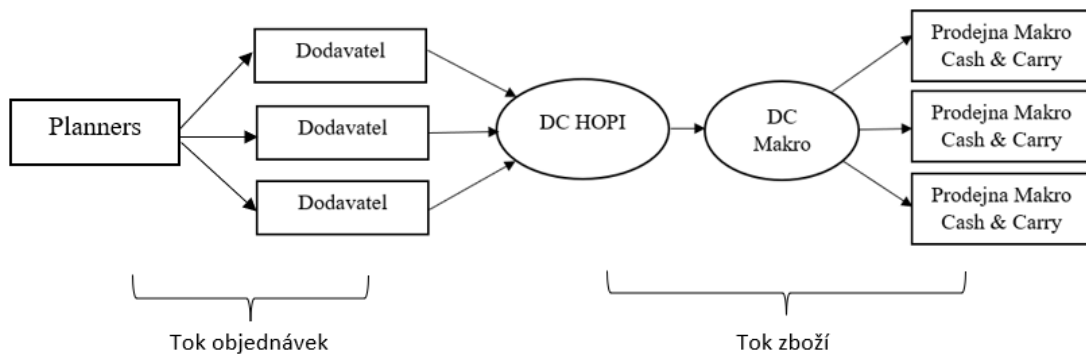 Planners
Dodavatel
Dodavatel
Dodavatel
DC HOPI
DC
Makro
Prodejna Makro
Cash & Carry
Prodejna Makro
Cash & Carry
Prodejna Makro
Cash & Carry
Tok objednávek
Tok zboží